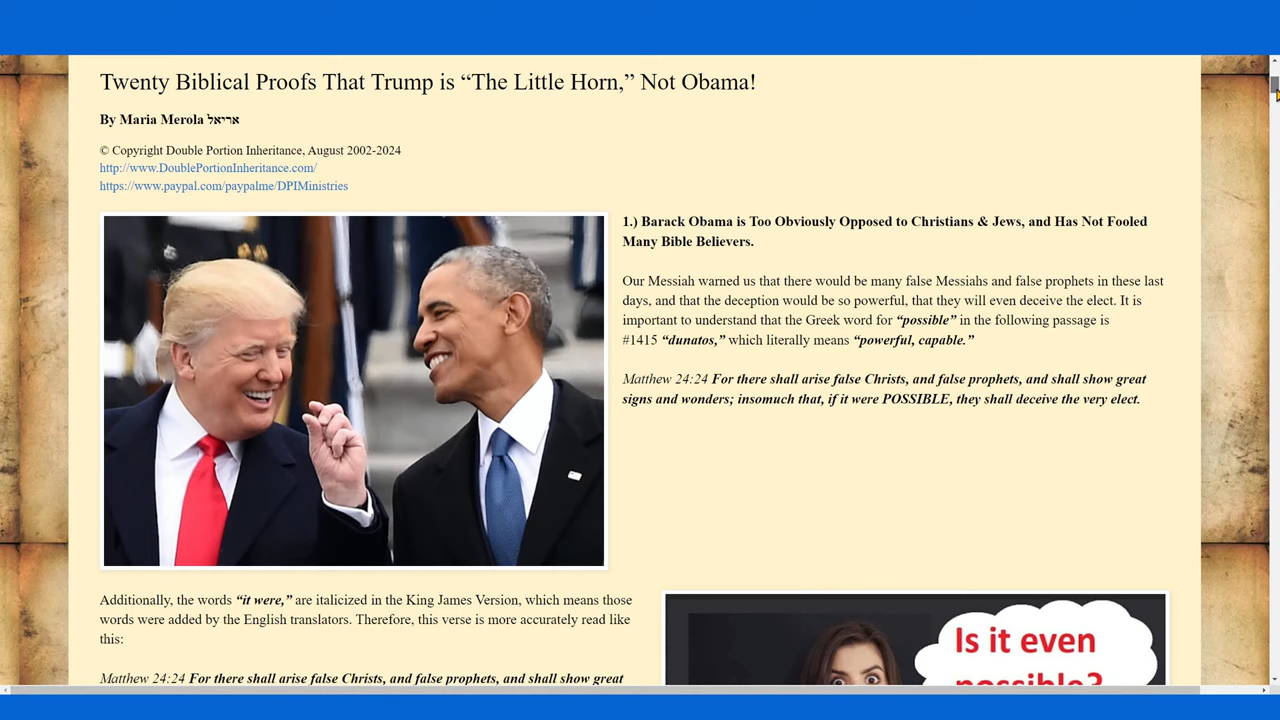 Twenty Biblical Proofs That Trump is “The Little Horn,” Not Obama!
By Maria Merola אריאל
© Copyright Double Portion Inheritance, August 2002-2024
http://www.DoublePortionInheritance.com/
https://www.paypal.com/paypalme/DPIMinistries
1.) Barack Obama is Too Obviously Opposed to Christians & Jews, and Has Not Fooled
Many Bible Believers.
Our Messiah warned us that there would be many false Messiahs and false prophets in these last
days, and that the deception would be so powerful, that they will even deceive the elect. It is
important to understand that the Greek word for “possible” in the following passage is
#1415 “dunatos,” which literally means “powerful, capable.”
Matthew 24:24 For there shall arise false Christs, and false prophets, and shall show great
signs and wonders; insomuch that, if it were POSSIBLE, they shall deceive the very elect.
Additionally, the words “it were,” are italicized in the King James Version, which means those
words were added by the English translators. Therefore, this verse is more accurately read like
this:
Matthew 24:24 For there shall arise false Christs, and false prophets, and shall show great
Is it even
possible?